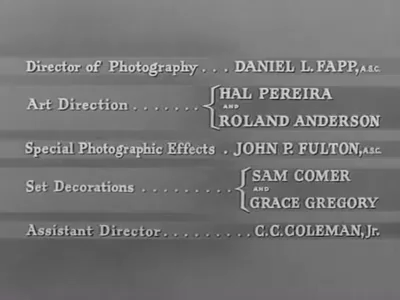 Director of Photography . . . DANIEL L. FAPP, A.S.C.
Art Direction . . . . . . . { HAL PEREIRA
AND
ROLAND ANDERSON
Special Photographic Effects . JOHN P. FULTON, A.S.C.
Set Decorations . . . . . . . . . { SAM COMER
AND
GRACE GREGORY
Assistant Director . . . . . . . . . C. C. COLEMAN, Jr.